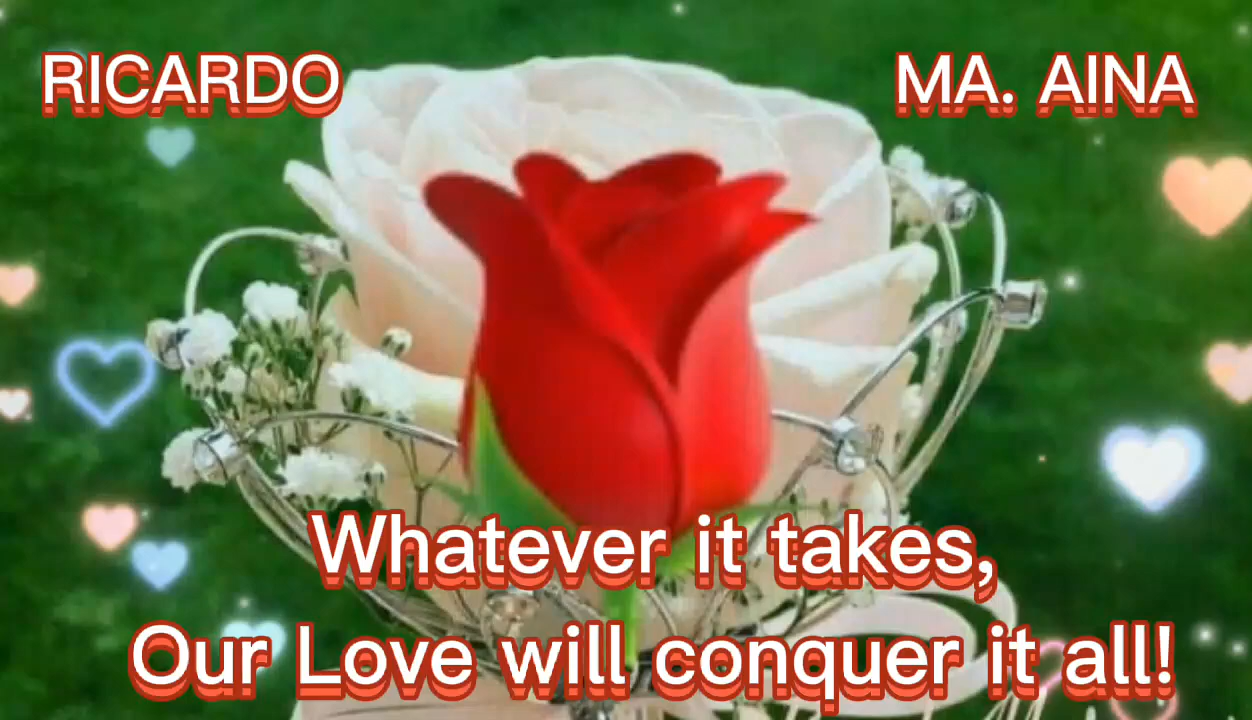 RICARDO
MA. AINA
Whatever it takes,
Our Love will conquer it all!